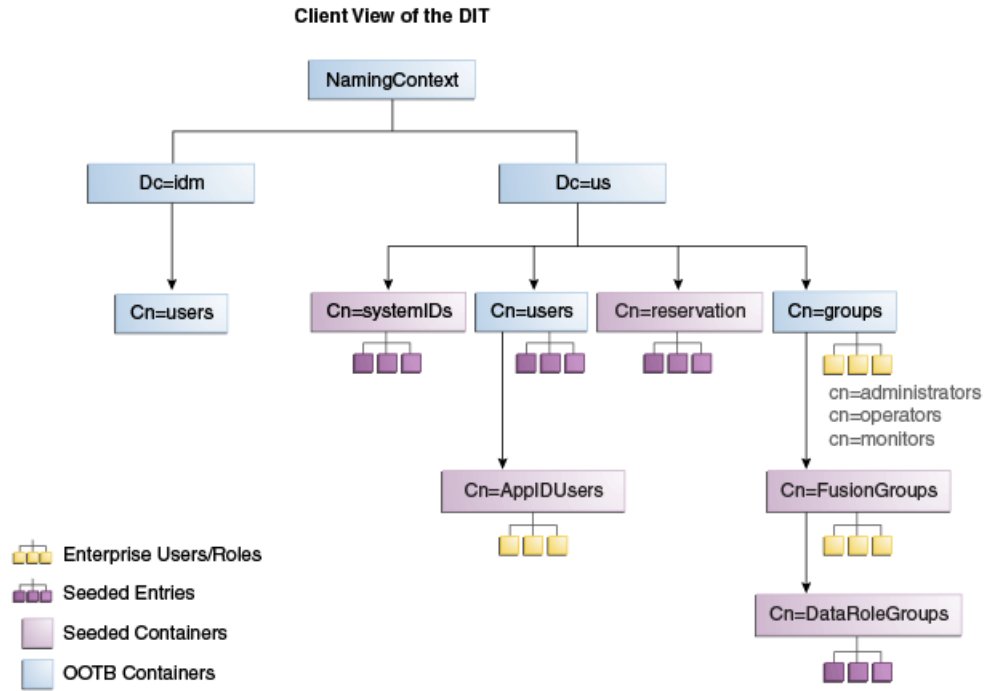 Client View of the DIT
NamingContext
Dc=idm
Dc=us
Cn=users
Cn=systemIDs
Cn=users
Cn=reservation
Cn=groups
cn=administrators
cn=operators
cn=monitors
Cn=AppIDUsers
Cn=FusionGroups
Cn=DataRoleGroups
Enterprise Users/Roles
Seeded Entries
Seeded Containers
OOTB Containers